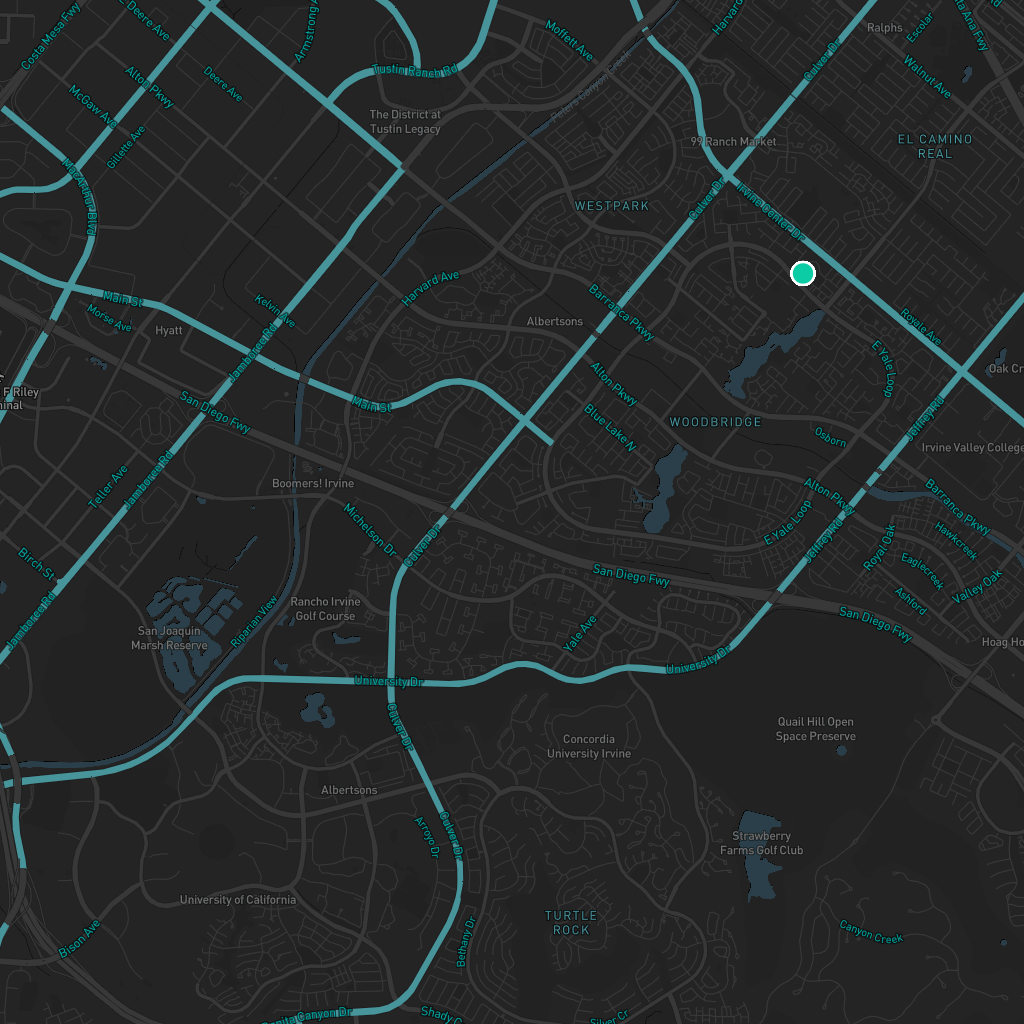 Costa Mesa Fwy
E Deere Ave
Armstrong A
Moffett Ave
Harvard
Ralphs
Escolar
Culver Dr
Tustin Ranch Rd
Deere Ave
Alton Pkwy
McGaw Ave
Walnut Ave
The District at
Tustin Legacy
Gillette Ave
99 Ranch Market
EL CAMINO
REAL
MacArthur Blvd
WESTPARK
Culver Dr
Irvine Center Dr
Harvard Ave
Main St
Kelvin Ave
Morse Ave
Hyatt
Albertsons
Barranca Pkwy
Royale Ave
Jamboree Rd
E Yale Loop
Oak Cr
F Riley
minal
San Diego Fwy
Main St
Alton Pkwy
Blue Lake N
WOODBRIDGE
Osborn
Jeffrey Rd
Irvine Valley College
Teller Ave
Jamboree Rd
Boomers! Irvine
Alton Pkwy
Barranca Pkwy
Michelson Dr
Culver Dr
E Yale Loop
Jeffrey Rd
Royal Oak
Hawkcreek
Birch St
San Diego Fwy
Eaglecreek
Valley Oak
Ashford
Jamboree Rd
Riparian View
Rancho Irvine
Golf Course
San Diego Fwy
San Joaquin
Marsh Reserve
Yale Ave
Hoag Ho
University Dr
University Dr
Culver Dr
Quail Hill Open
Space Preserve
Concordia
University Irvine
Albertsons
Arroyo Dr
Culver Dr
Strawberry
Farms Golf Club
University of California
TURTLE
ROCK
Bison Ave
Bethany Dr
Canyon Creek
Bonita Canyon Dr
Shady C
Silver Cr